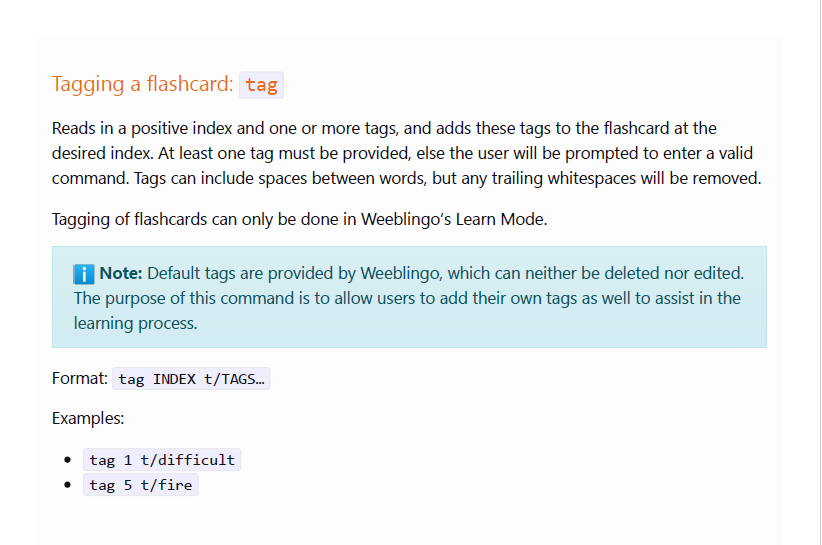 Tagging a flashcard: tag
Reads in a positive index and one or more tags, and adds these tags to the flashcard at the
desired index. At least one tag must be provided, else the user will be prompted to enter a valid
command. Tags can include spaces between words, but any trailing whitespaces will be removed.
Tagging of flashcards can only be done in Weeblingo’s Learn Mode.
ℹ️ Note: Default tags are provided by Weeblingo, which can neither be deleted nor edited.
The purpose of this command is to allow users to add their own tags as well to assist in the
learning process.
Format: tag INDEX t/TAGS…
Examples:
• tag 1 t/difficult
• tag 5 t/fire